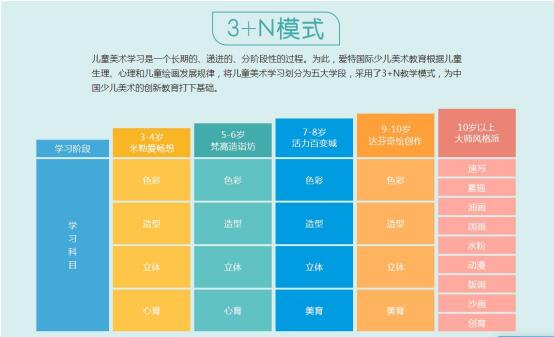 3+N模式
儿童美术学习是一个长期的、递进的、分阶段性的过程。为此，爱特国际少儿美术教育根据儿童
生理、心理和儿童绘画发展规律，将儿童美术学习划分为五大学段，采用了3+N教学模式，为中
国少儿美术的创新教育打下基础。
学习阶段
3-4岁
米勒爱畅想
5-6岁
梵高造诣坊
7-8岁
活力百变城
9-10岁
达芬奇绘创作
10岁以上
大师风格派
学
习
科
目
色彩
造型
立体
心育
色彩
造型
立体
心育
色彩
造型
立体
美育
色彩
造型
立体
美育
速写
素描
油画
国画
水粉
动漫
版画
沙画
创育